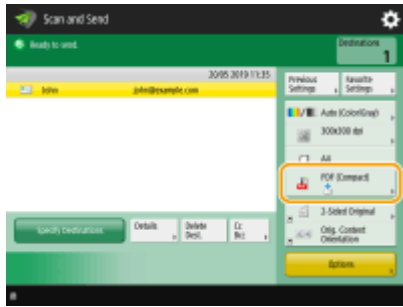 Scan and Send
Ready to send.
Destinations
1
20/05 2019 11:35
John
john@example.com
Previous
Settings
Favorite
Settings
Auto (Color/Gray)
300x300 dpi
A4
PDF (Compact)
2-Sided Original
Orig. Content
Orientation
Specify Destinations
Details
Delete
Dest.
Cc
Bcc
Options